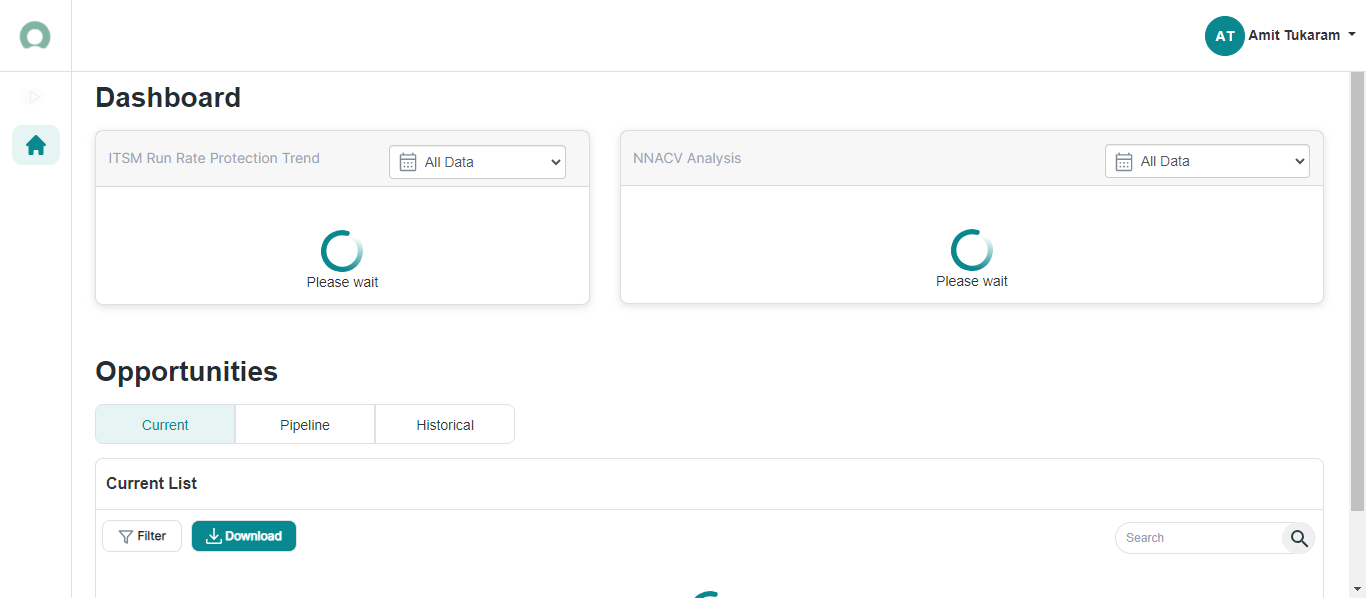 AT Amit Tukaram
Dashboard
ITSM Run Rate Protection Trend
All Data
NNACV Analysis
All Data
Please wait
Please wait
Opportunities
Current
Pipeline
Historical
Current List
Filter
Download
Search